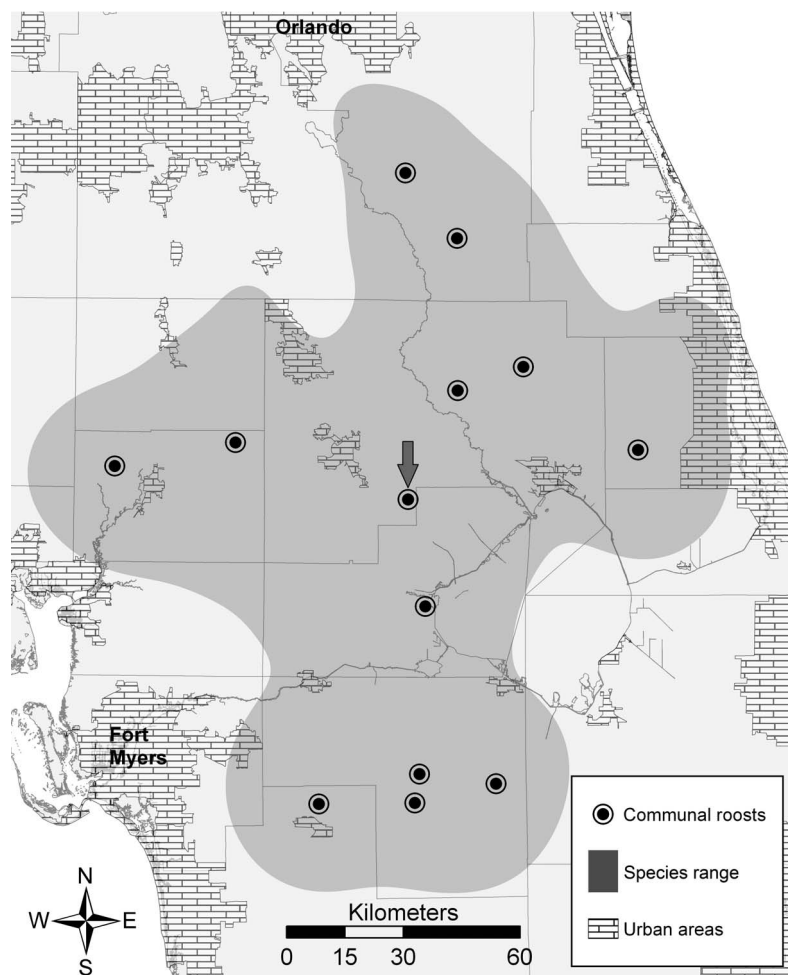 Orlando
Fort
Myers
Communal roosts
Species range
Urban areas
N
W E
S
Kilometers
0 15 30 60